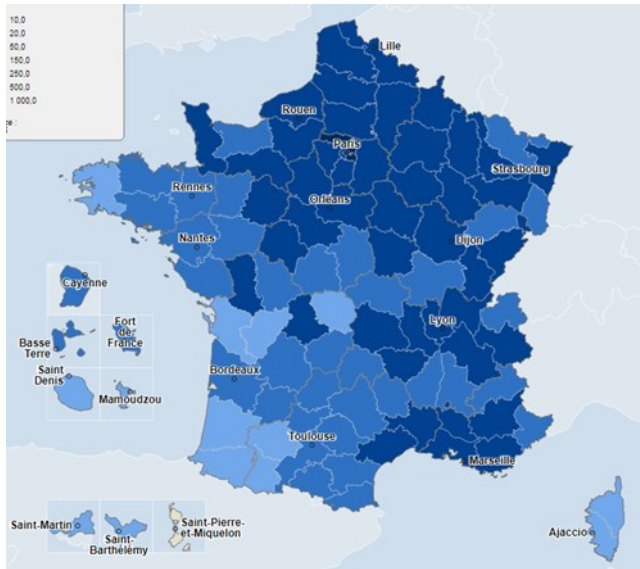 10,0
20,0
50,0
150,0
250,0
500,0
1 000,0
ce :
Lille
Rouen
Paris
Strasbourg
Rennes
Orléans
Nantes
Dijon
Cayenne
Lyon
Basse
Terre
Fort
de
France
Saint
Denis
Mamoudzou
Bordeaux
Toulouse
Marseille
Saint-Martin
Saint-
Barthélémy
Saint-Pierre-
et-Miquelon
Ajaccio